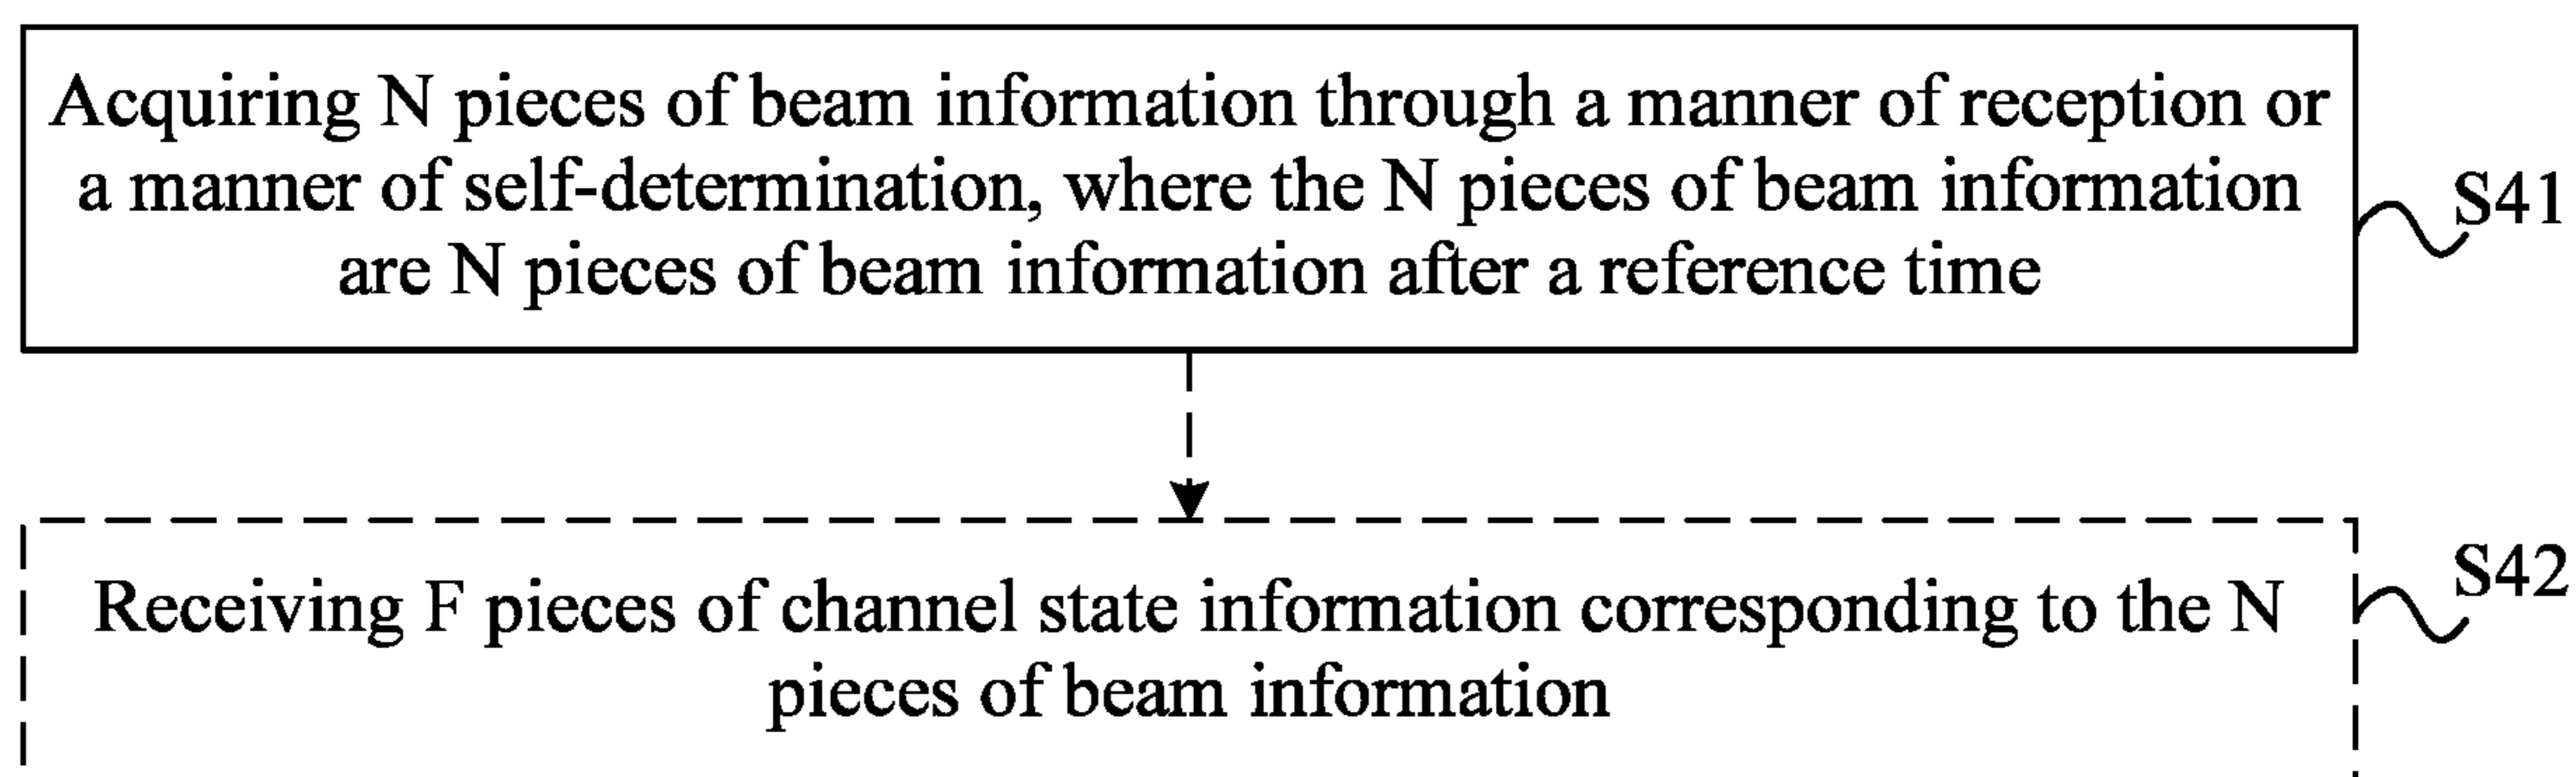 Acquiring N pieces of beam information through a manner of reception or
a manner of self-determination, where the N pieces of beam information
are N pieces of beam information after a reference time
S41
Receiving F pieces of channel state information corresponding to the N
pieces of beam information
S42